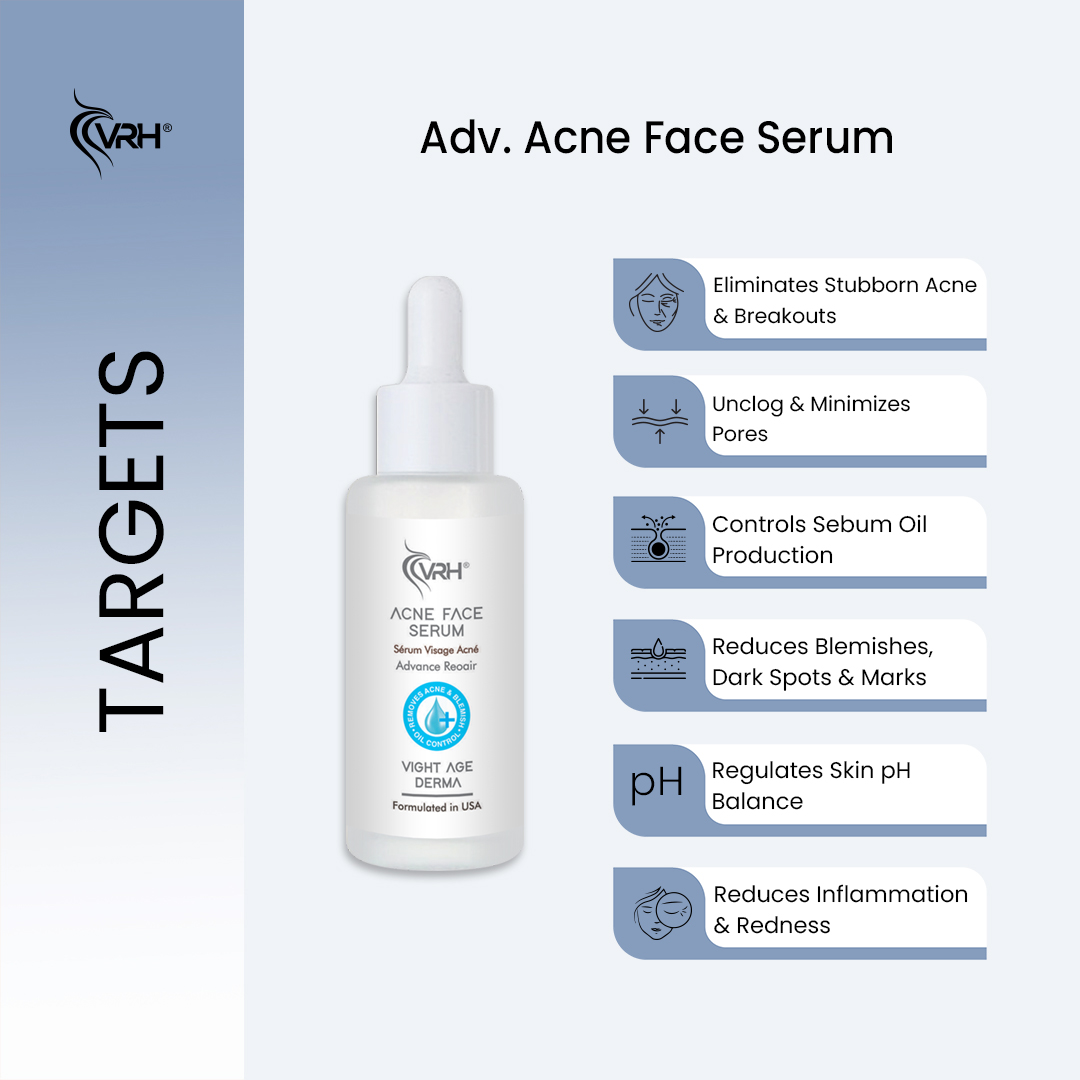 VRH®
TARGETS
Adv. Acne Face Serum
VRH®
ACNE FACE
SERUM
Sérum Visage Acné
Advance Reoair
REMOVES ACNE & BLEMISH
OIL CONTROL
VIGHT AGE
DERMA
Formulated in USA
Eliminates Stubborn Acne
& Breakouts
Unclog & Minimizes
Pores
Controls Sebum Oil
Production
Reduces Blemishes,
Dark Spots & Marks
pH
Regulates Skin pH
Balance
Reduces Inflammation
& Redness